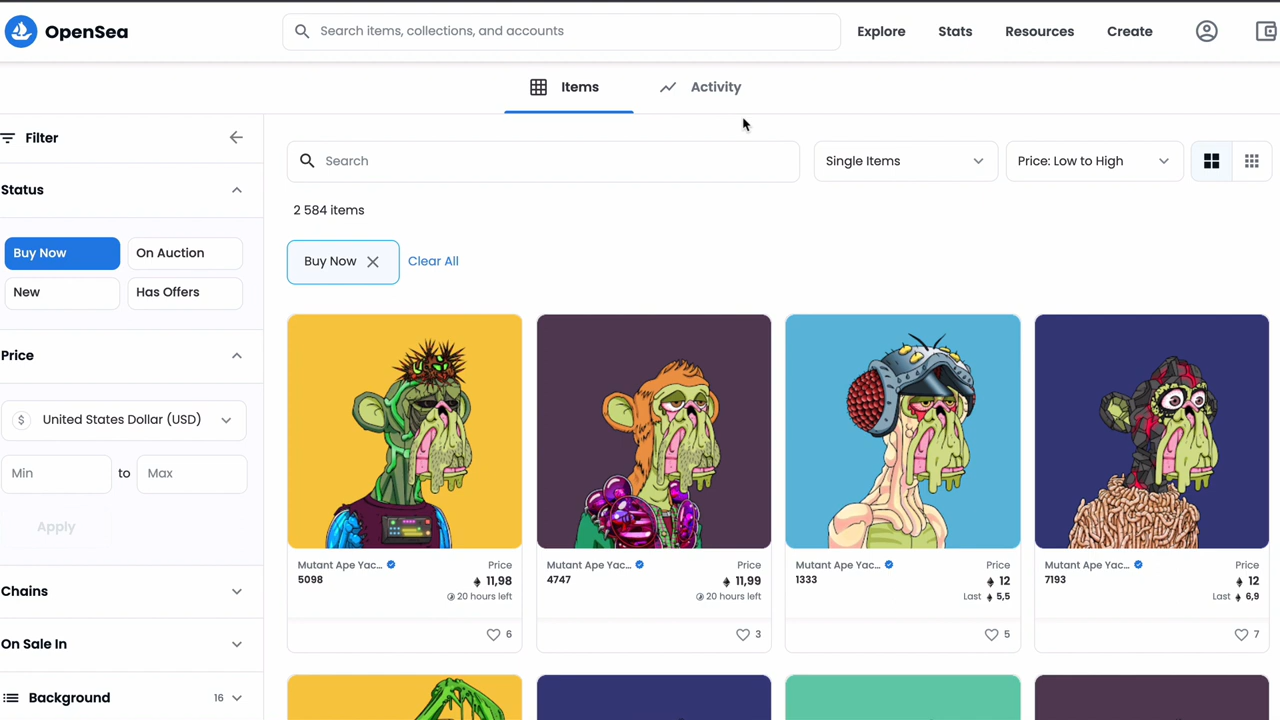 OpenSea
Search items, collections, and accounts
Explore
Stats
Resources
Create
Items
Activity
Filter
Status
Buy Now
On Auction
New
Has Offers
Price
$ United States Dollar (USD)
Min
to
Max
Apply
Chains
On Sale In
Background
16
Search
Single Items
Price: Low to High
2 584 items
Buy Now
Clear All
Mutant Ape Yac...
Price
5098
11,98
20 hours left
6
Mutant Ape Yac...
Price
4747
11,99
20 hours left
3
Mutant Ape Yac...
Price
1333
12
Last 5,5
5
Mutant Ape Yac...
Price
7193
12
Last 6,9
7